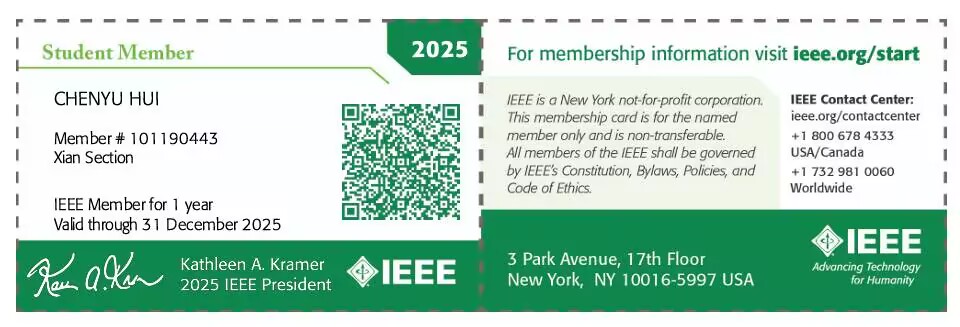 Student Member
2025
CHENYU HUI
Member # 101190443
Xian Section
IEEE Member for 1 year
Valid through 31 December 2025
Kathleen A. Kramer
2025 IEEE President
IEEE
For membership information visit ieee.org/start
IEEE is a New York not-for-profit corporation.
This membership card is for the named
member only and is non-transferable.
All members of the IEEE shall be governed
by IEEE's Constitution, Bylaws, Policies, and
Code of Ethics.
IEEE Contact Center:
ieee.org/contactcenter
+1 800 678 4333
USA/Canada
+1 732 981 0060
Worldwide
3 Park Avenue, 17th Floor
New York, NY 10016-5997 USA
IEEE
Advancing Technology
for Humanity